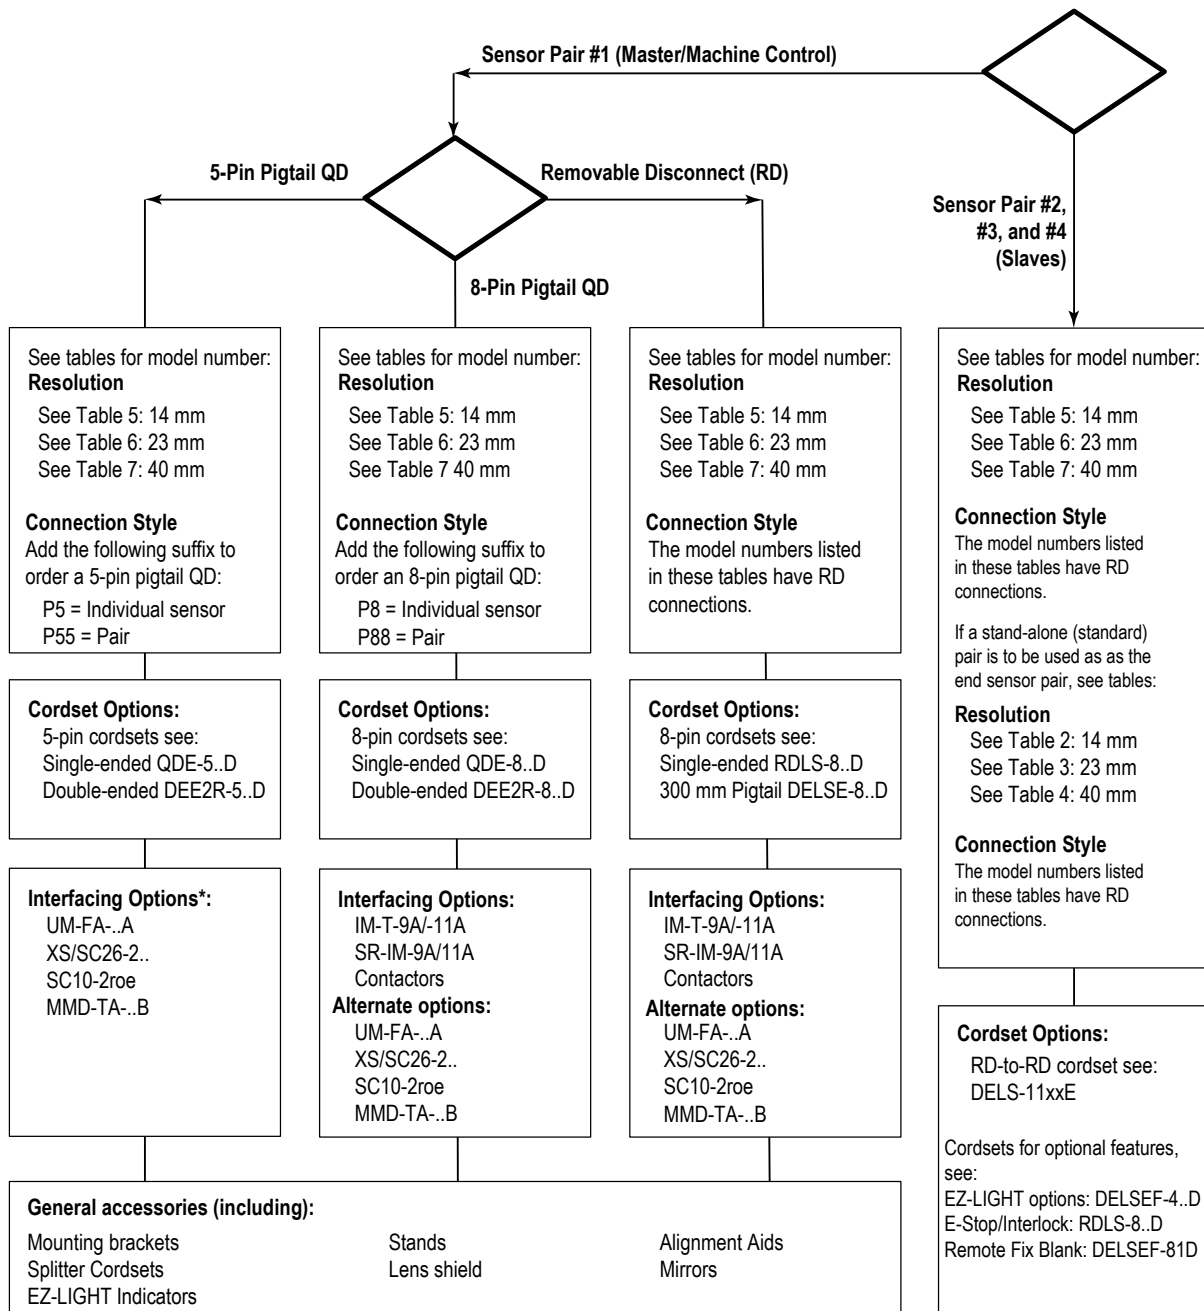 Sensor Pair #1 (Master/Machine Control)
5-Pin Pigtail QD
Removable Disconnect (RD)
8-Pin Pigtail QD
Sensor Pair #2,
#3, and #4
(Slaves)
See tables for model number:
Resolution
See Table 5: 14 mm
See Table 6: 23 mm
See Table 7: 40 mm
Connection Style
Add the following suffix to
order a 5-pin pigtail QD:
P5 = Individual sensor
P55 = Pair
Cordset Options:
5-pin cordsets see:
Single-ended QDE-5..D
Double-ended DEE2R-5..D
Interfacing Options*:
UM-FA-..A
XS/SC26-2..
SC10-2roe
MMD-TA-..B
See tables for model number:
Resolution
See Table 5: 14 mm
See Table 6: 23 mm
See Table 7 40 mm
Connection Style
Add the following suffix to
order an 8-pin pigtail QD:
P8 = Individual sensor
P88 = Pair
Cordset Options:
8-pin cordsets see:
Single-ended QDE-8..D
Double-ended DEE2R-8..D
Interfacing Options:
IM-T-9A/-11A
SR-IM-9A/11A
Contactors
Alternate options:
UM-FA-..A
XS/SC26-2..
SC10-2roe
MMD-TA-..B
See tables for model number:
Resolution
See Table 5: 14 mm
See Table 6: 23 mm
See Table 7: 40 mm
Connection Style
The model numbers listed
in these tables have RD
connections.
Cordset Options:
8-pin cordsets see:
Single-ended RDLS-8..D
300 mm Pigtail DELSE-8..D
Interfacing Options:
IM-T-9A/-11A
SR-IM-9A/11A
Contactors
Alternate options:
UM-FA-..A
XS/SC26-2..
SC10-2roe
MMD-TA-..B
See tables for model number:
Resolution
See Table 5: 14 mm
See Table 6: 23 mm
See Table 7: 40 mm
Connection Style
The model numbers listed
in these tables have RD
connections.
If a stand-alone (standard)
pair is to be used as as the
end sensor pair, see tables:
Resolution
See Table 2: 14 mm
See Table 3: 23 mm
See Table 4: 40 mm
Connection Style
The model numbers listed
in these tables have RD
connections.
Cordset Options:
RD-to-RD cordset see:
DELS-11xxE
Cordsets for optional features,
see:
EZ-LIGHT options: DELSEF-4..D
E-Stop/Interlock: RDLS-8..D
Remote Fix Blank: DELSEF-81D
General accessories (including):
Mounting brackets
Splitter Cordsets
EZ-LIGHT Indicators
Stands
Lens shield
Alignment Aids
Mirrors